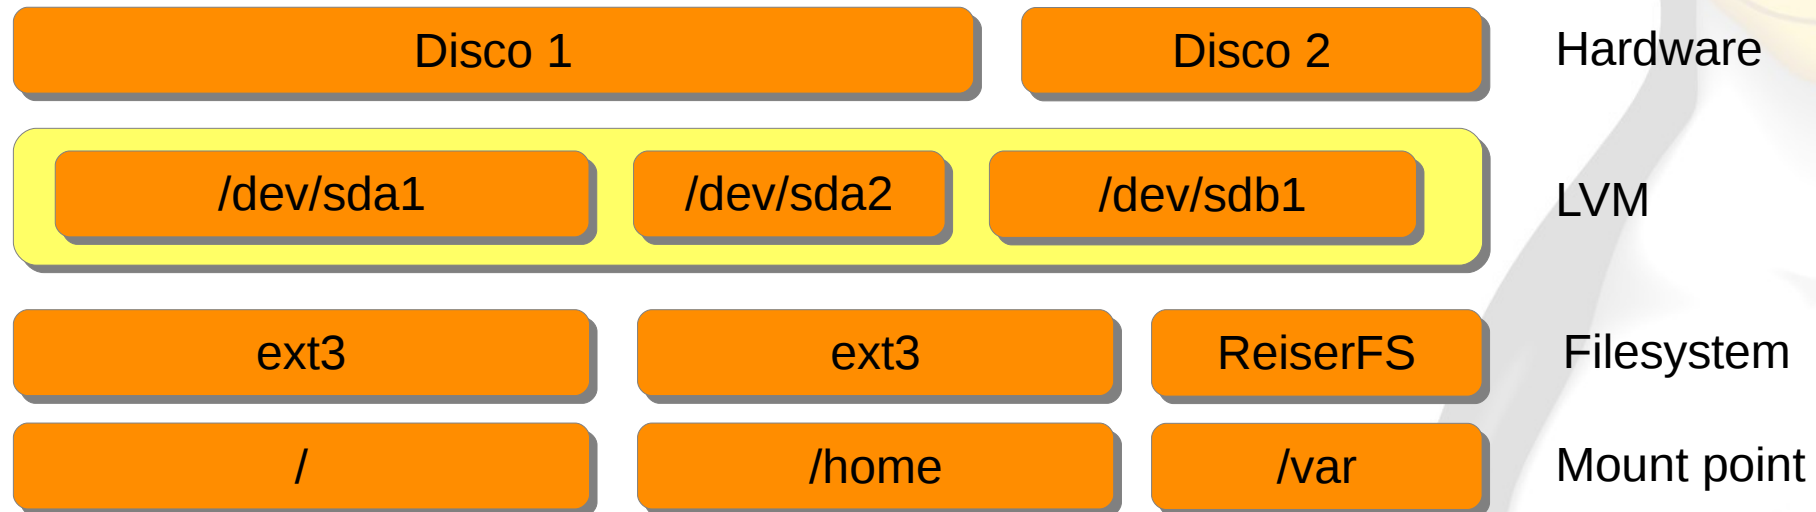 Disco 1 Disco 2 Hardware
/dev/sda1 /dev/sda2 /dev/sdb1 LVM
ext3 ext3 ReiserFS Filesystem
/ /home /var Mount point